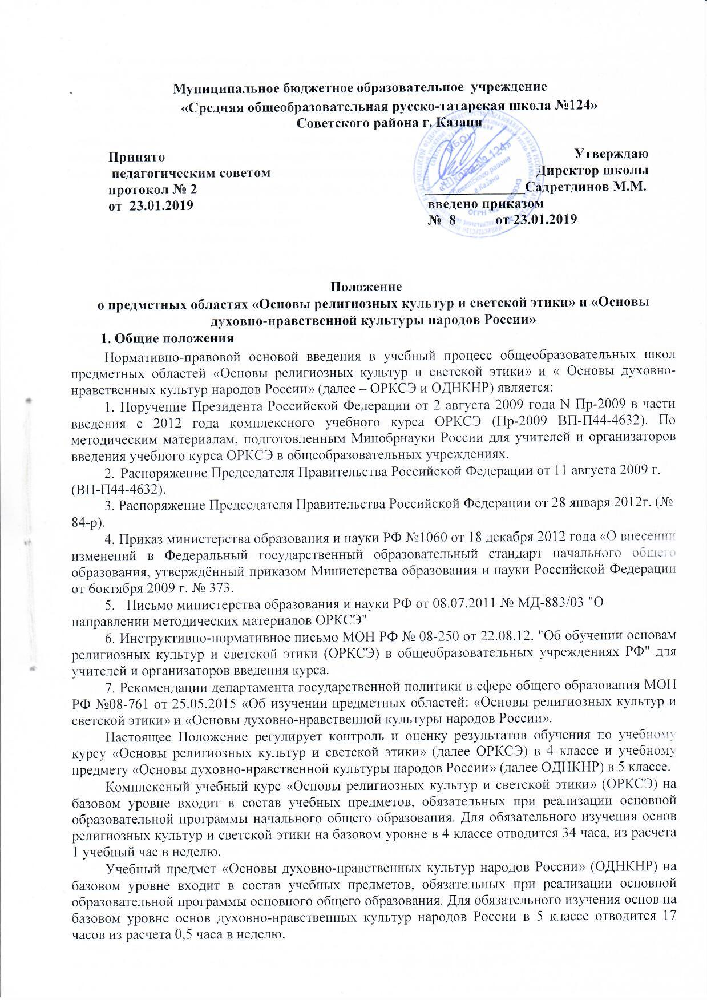 Муниципальное бюджетное образовательное учреждение
«Средняя общеобразовательная русско-татарская школа №124»
Советского района г. Казани
Принято
педагогическим советом
протокол № 2
от 23.01.2019
Утверждаю
Директор школы
_____________Садретдинов М.М.
введено приказом
№ 8 от 23.01.2019
МБОУ
«Школа № 124»
Советского района
г.Казани
ОГРН
Положение
о предметных областях «Основы религиозных культур и светской этики» и «Основы
духовно-нравственной культуры народов России»
1. Общие положения
Нормативно-правовой основой введения в учебный процесс общеобразовательных школ
предметных областей «Основы религиозных культур и светской этики» и « Основы духовно-
нравственных культур народов России» (далее – ОРКСЭ и ОДНКНР) является:
1. Поручение Президента Российской Федерации от 2 августа 2009 года N Пр-2009 в части
введения с 2012 года комплексного учебного курса ОРКСЭ (Пр-2009 ВП-П44-4632). По
методическим материалам, подготовленным Минобрнауки России для учителей и организаторов
введения учебного курса ОРКСЭ в общеобразовательных учреждениях.
2. Распоряжение Председателя Правительства Российской Федерации от 11 августа 2009 г.
(ВП-П44-4632).
3. Распоряжение Председателя Правительства Российской Федерации от 28 января 2012г. (№
84-р).
4. Приказ министерства образования и науки РФ №1060 от 18 декабря 2012 года «О внесении
изменений в Федеральный государственный образовательный стандарт начального общего
образования, утверждённый приказом Министерства образования и науки Российской Федерации
от 6октября 2009 г. № 373.
5. Письмо министерства образования и науки РФ от 08.07.2011 № МД-883/03 "О
направлении методических материалов ОРКСЭ"
6. Инструктивно-нормативное письмо МОН РФ № 08-250 от 22.08.12. "Об обучении основам
религиозных культур и светской этики (ОРКСЭ) в общеобразовательных учреждениях РФ" для
учителей и организаторов введения курса.
7. Рекомендации департамента государственной политики в сфере общего образования МОН
РФ №08-761 от 25.05.2015 «Об изучении предметных областей: «Основы религиозных культур и
светской этики» и «Основы духовно-нравственной культуры народов России».
Настоящее Положение регулирует контроль и оценку результатов обучения по учебному
курсу «Основы религиозных культур и светской этики» (далее ОРКСЭ) в 4 классе и учебному
предмету «Основы духовно-нравственной культуры народов России» (далее ОДНКНР) в 5 классе.
Комплексный учебный курс «Основы религиозных культур и светской этики» (ОРКСЭ) на
базовом уровне входит в состав учебных предметов, обязательных при реализации основной
образовательной программы начального общего образования. Для обязательного изучения основ
религиозных культур и светской этики на базовом уровне в 4 классе отводится 34 часа, из расчета
1 учебный час в неделю.
Учебный предмет «Основы духовно-нравственных культур народов России» (ОДНКНР) на
базовом уровне входит в состав учебных предметов, обязательных при реализации основной
образовательной программы основного общего образования. Для обязательного изучения основ на
базовом уровне основ духовно-нравственных культур народов России в 5 классе отводится 17
часов из расчета 0,5 часа в неделю.